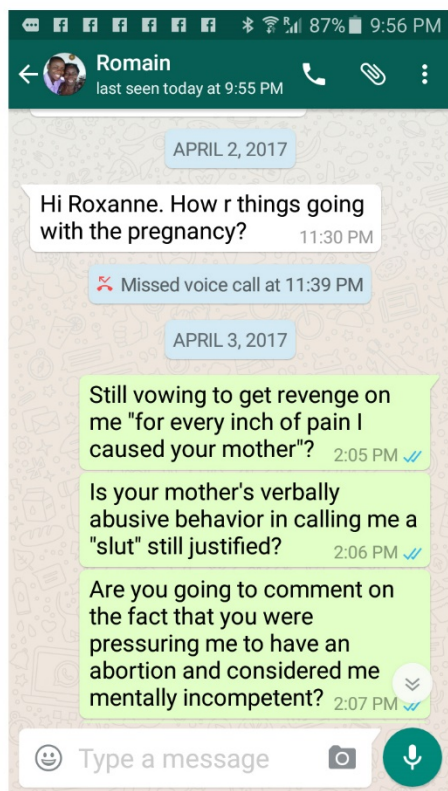 87% 9:56 PM
Romain
last seen today at 9:55 PM
APRIL 2, 2017
Hi Roxanne. How r things going
with the pregnancy? 11:30 PM
Missed voice call at 11:39 PM
APRIL 3, 2017
Still vowing to get revenge on
me "for every inch of pain I
caused your mother"? 2:05 PM
Is your mother's verbally
abusive behavior in calling me a
"slut" still justified? 2:06 PM
Are you going to comment on
the fact that you were
pressuring me to have an
abortion and considered me
mentally incompetent? 2:07 PM
Type a message